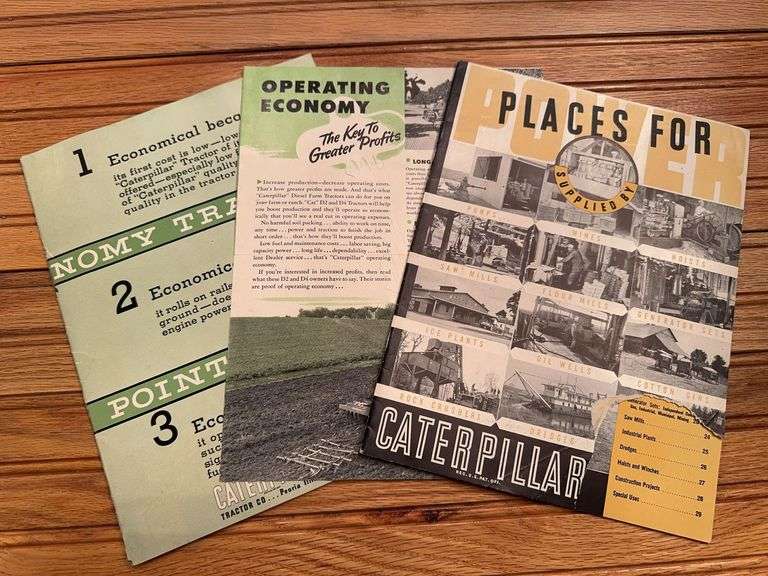 1 Economical beca
its first cost is low—low
"Caterpillar" Tractor of
offered—especially low
of "Caterpillar" quality
quality in the tractor
NOMY TRA
2 Economical
it rolls on rails
ground—does
engine power
POINT
3 Econ
it op
such
sig
fu
CATER
TRACTOR CO... Peoria Illin
OPERATING
ECONOMY
The Key To
Greater Profits
Increase production—decrease operating costs.
That's how greater profits are made. And that's what
"Caterpillar" Diesel Farm Tractors can do for you on
your farm or ranch. "Cat" D2 and D4 Tractors will help
you boost production and they'll operate so economi-
cally that you'll see a real cut in operating expenses.
No harmful soil packing... ability to work on time,
any time... power and traction to finish the job in
short order... that's how they'll boost production.
Low fuel and maintenance costs... labor saving, big
capacity power... long life... dependability... excel-
lent Dealer service... that's "Caterpillar" operating
economy.
If you're interested in increased profits, then read
what these D2 and D4 owners have to say. Their stories
are proof of operating economy...
LONG
POWER
PLACES FOR
SUPPLIED BY
PUMPS
MINES
HOISTS
SAW MILLS
FLOUR MILLS
GENERATOR SETS
ICE PLANTS
OIL WELLS
COTTON GINS
ROCK CRUSHERS
DREDGES
CATERPILLAR
REG. U.S. PAT. OFF.
Saw Mills 24
Industrial Plants 25
Dredges 26
Hoists and Winches 27
Construction Projects 28
Special Uses 29